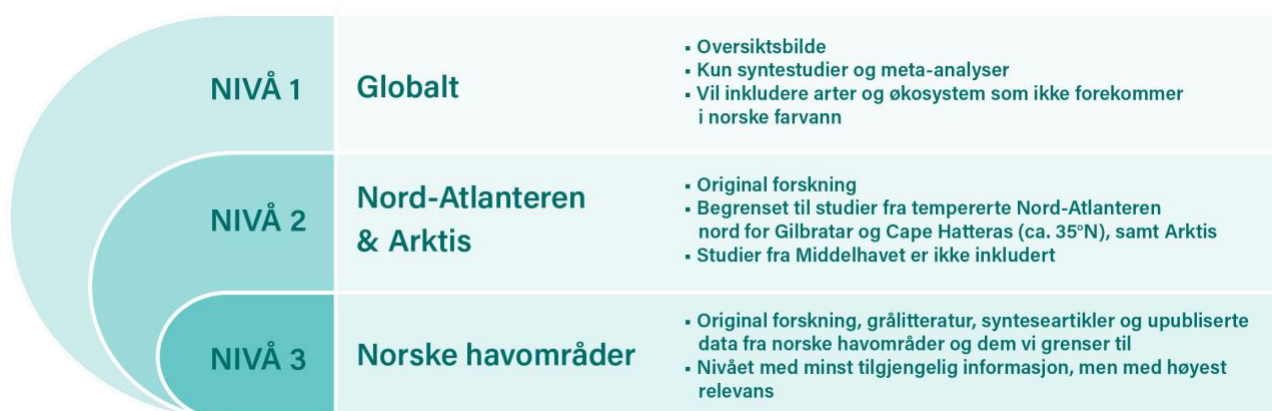 NIVÅ 1
Globalt
▪ Oversiktsbilde
▪ Kun syntestudier og meta-analyser
▪ Vil inkludere arter og økosystem som ikke forekommer
i norske farvann
NIVÅ 2
Nord-Atlanteren
& Arktis
▪ Original forskning
▪ Begrenset til studier fra tempererte Nord-Atlanteren
nord for Gilbratar og Cape Hatteras (ca. 35°N), samt Arktis
▪ Studier fra Middelhavet er ikke inkludert
NIVÅ 3
Norske havområder
▪ Original forskning, grålitteratur, synteseartikler og upubliserte
data fra norske havområder og dem vi grenser til
▪ Nivået med minst tilgjengelig informasjon, men med høyest
relevans